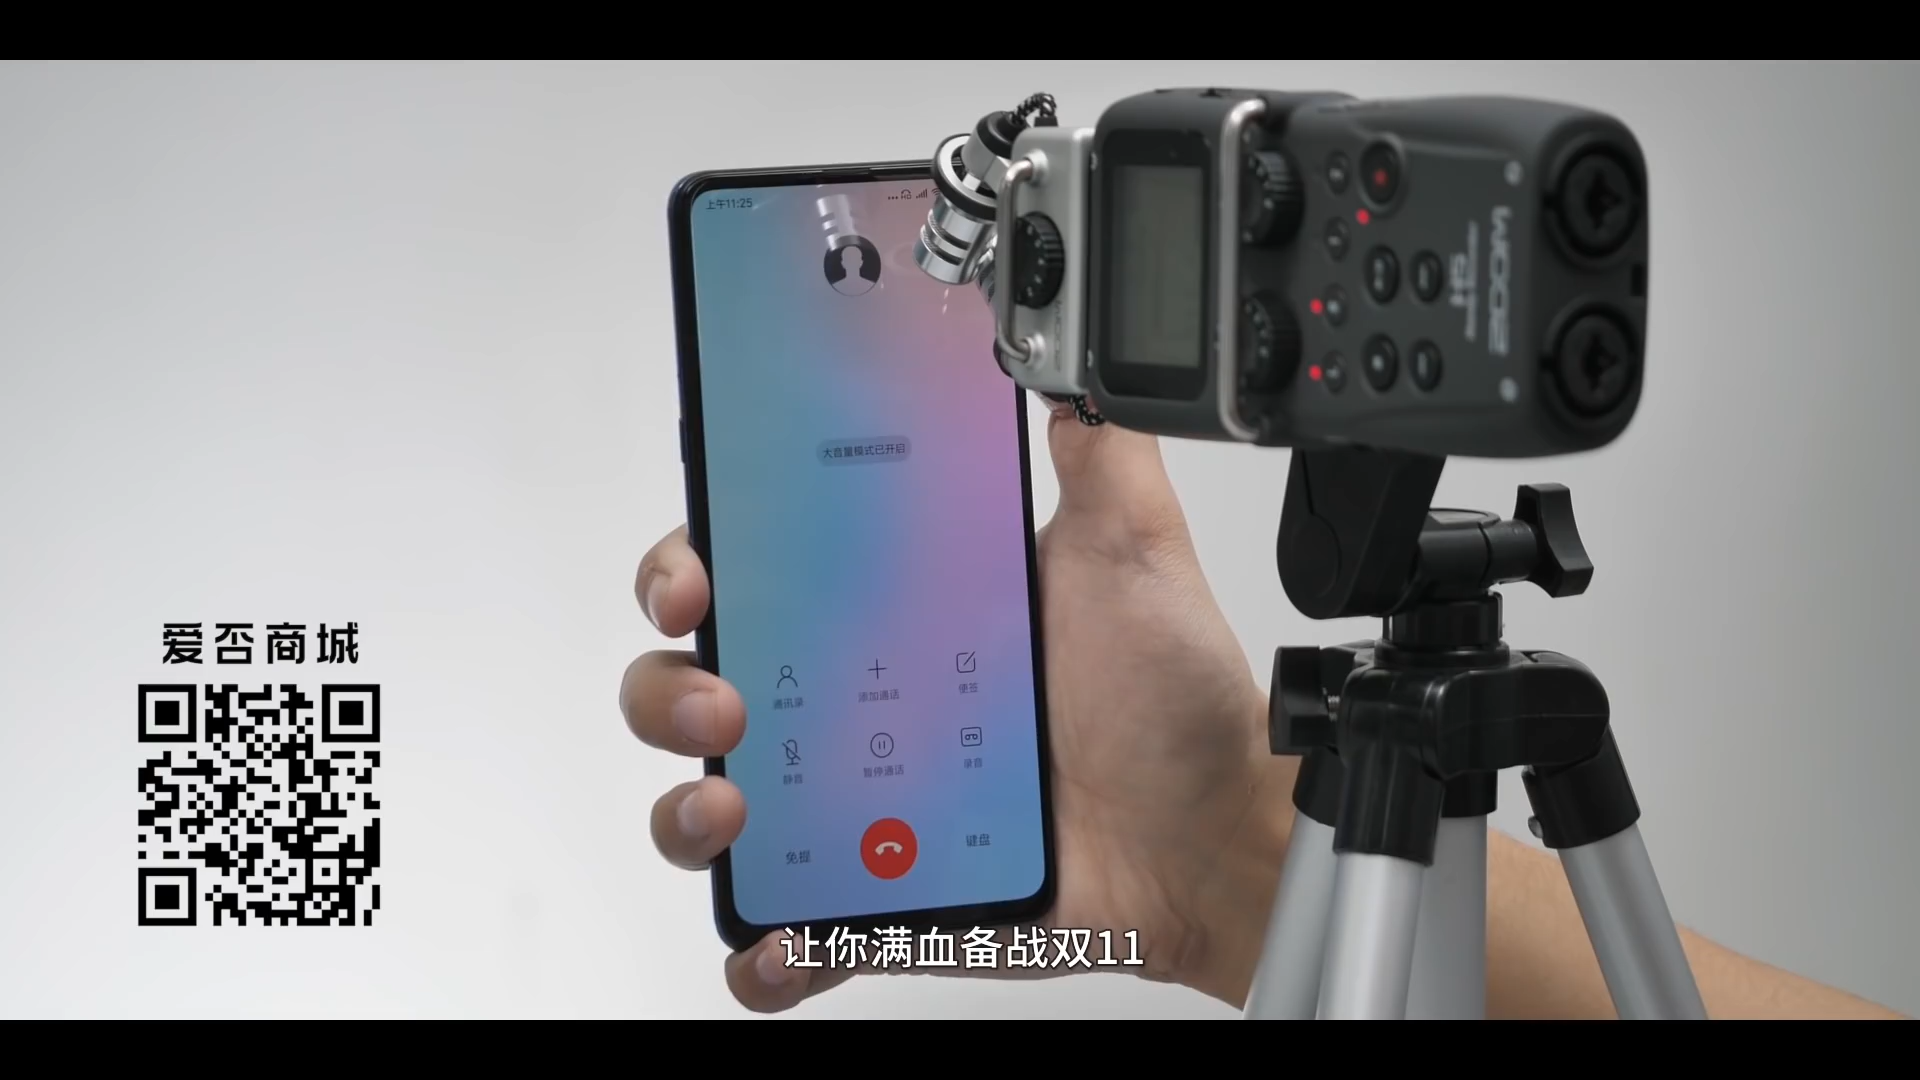 上午11:25
大音量模式已开启
通讯录
添加通话
便签
静音
暂停通话
录音
免提
键盘
爱否商城
ZOOM
H5
让你满血备战双11